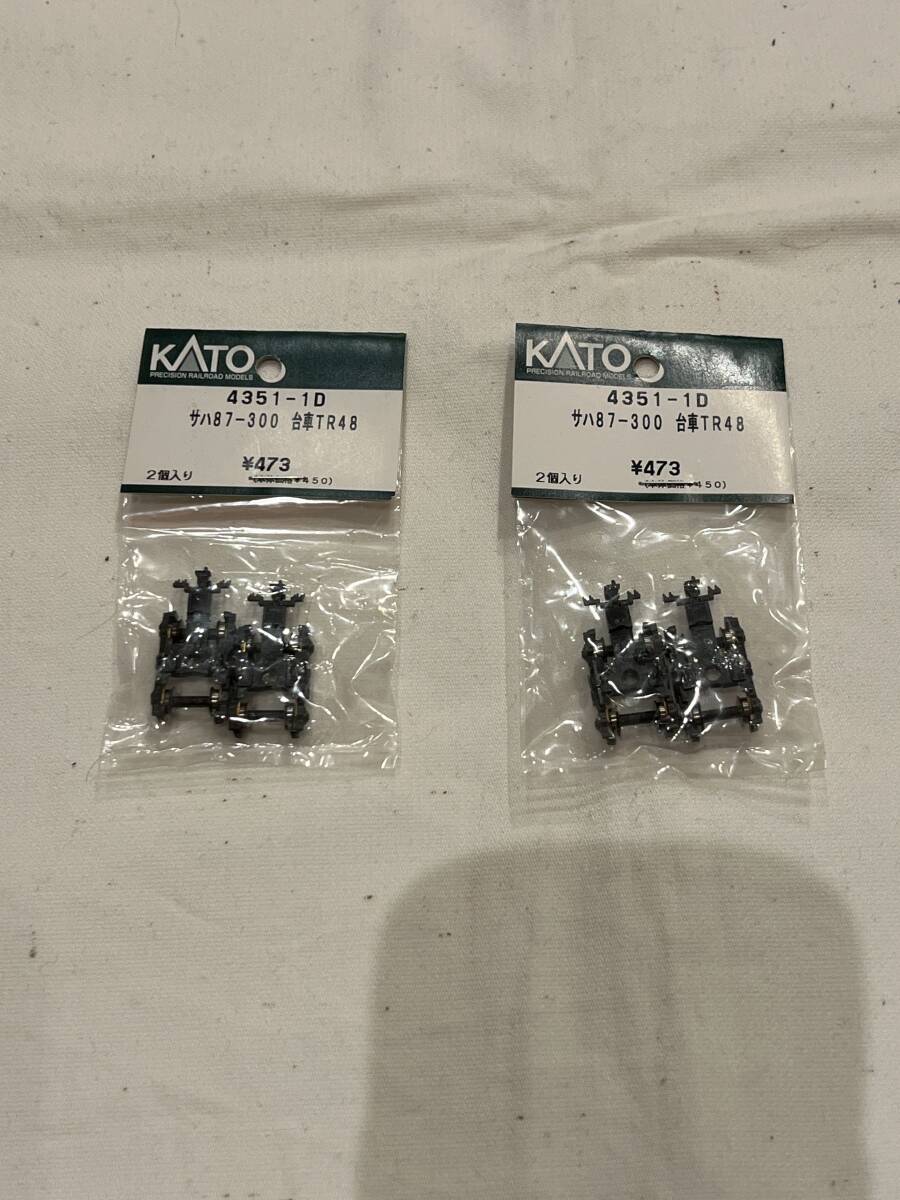 KATO
PRECISION RAILROAD MODELS
4351-1D
サハ87-300 台車TR48
¥473
2個入り
450)
KATO
PRECISION RAILROAD MODELS
4351-1D
サハ87-300 台車TR48
¥473
2個入り
450)